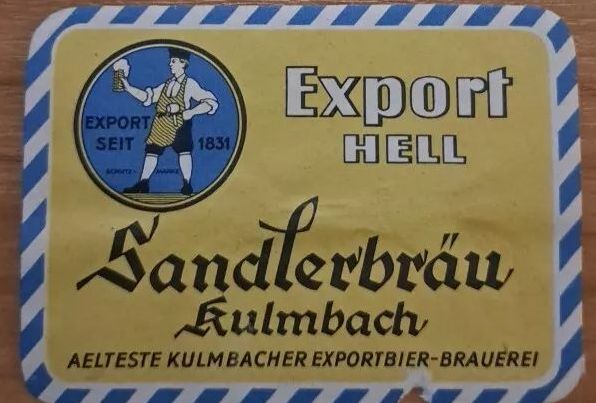 EXPORT
SEIT 1831
SCHUTZ- MARKE
Export
HELL
Sandlerbräu
Kulmbach
AELTESTE KULMBACHER EXPORTBIER-BRAUEREI